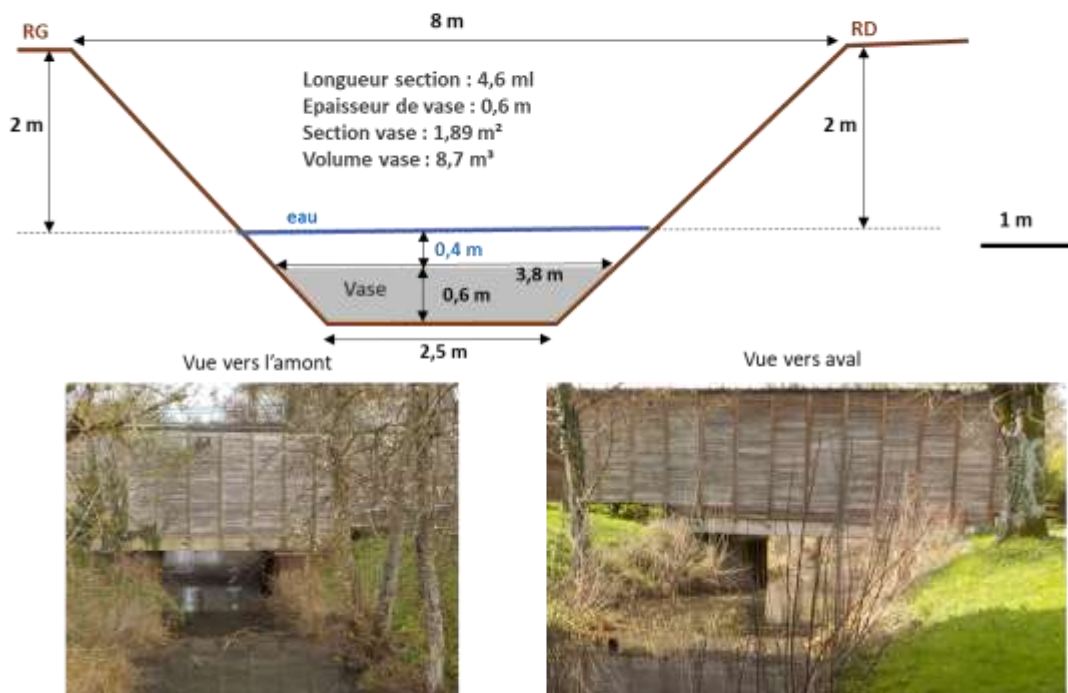 8 m
RG
RD
Longueur section : 4,6 ml
Epaisseur de vase : 0,6 m
Section vase : 1,89 m²
Volume vase : 8,7 m³
2 m
2 m
eau
1 m
0,4 m
3,8 m
Vase
0,6 m
2,5 m
Vue vers l'amont
Vue vers aval